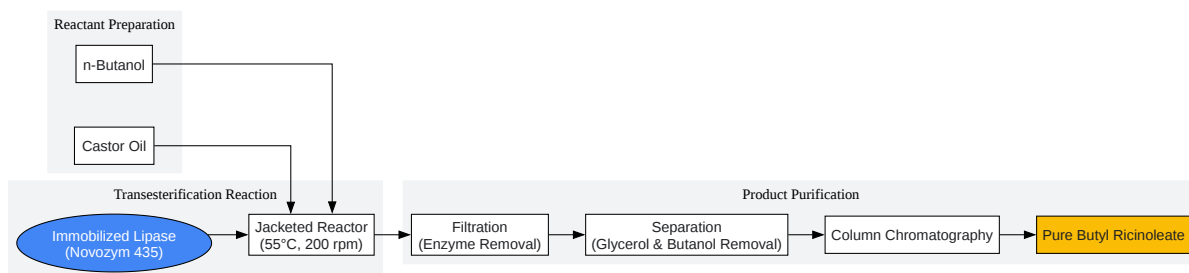 Reactant Preparation
n-Butanol
Castor Oil
Transesterification Reaction
Immobilized Lipase
(Novozym 435)
Jacketed Reactor
(55°C, 200 rpm)
Product Purification
Filtration
(Enzyme Removal)
Separation
(Glycerol & Butanol Removal)
Column Chromatography
Pure Butyl Ricinoleate